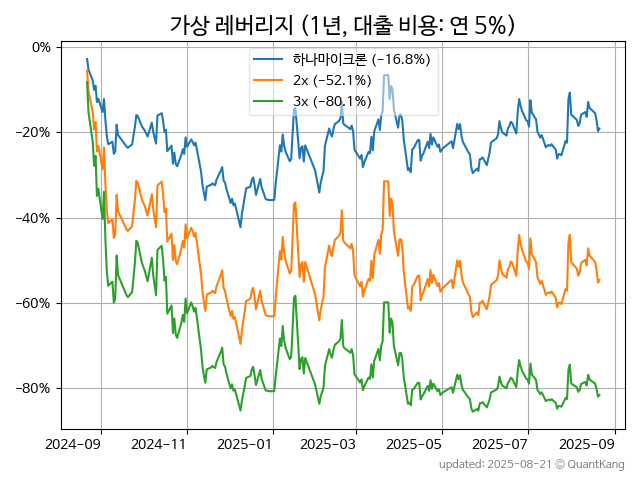 가상 레버리지 (1년, 대출 비용: 연 5%)
하나마이크론 (−16.8%)
2x (−52.1%)
3x (−80.1%)
0%
−20%
−40%
−60%
−80%
2024-09 2024-11 2025-01 2025-03 2025-05 2025-07 2025-09
updated: 2025-08-21 © QuantKang